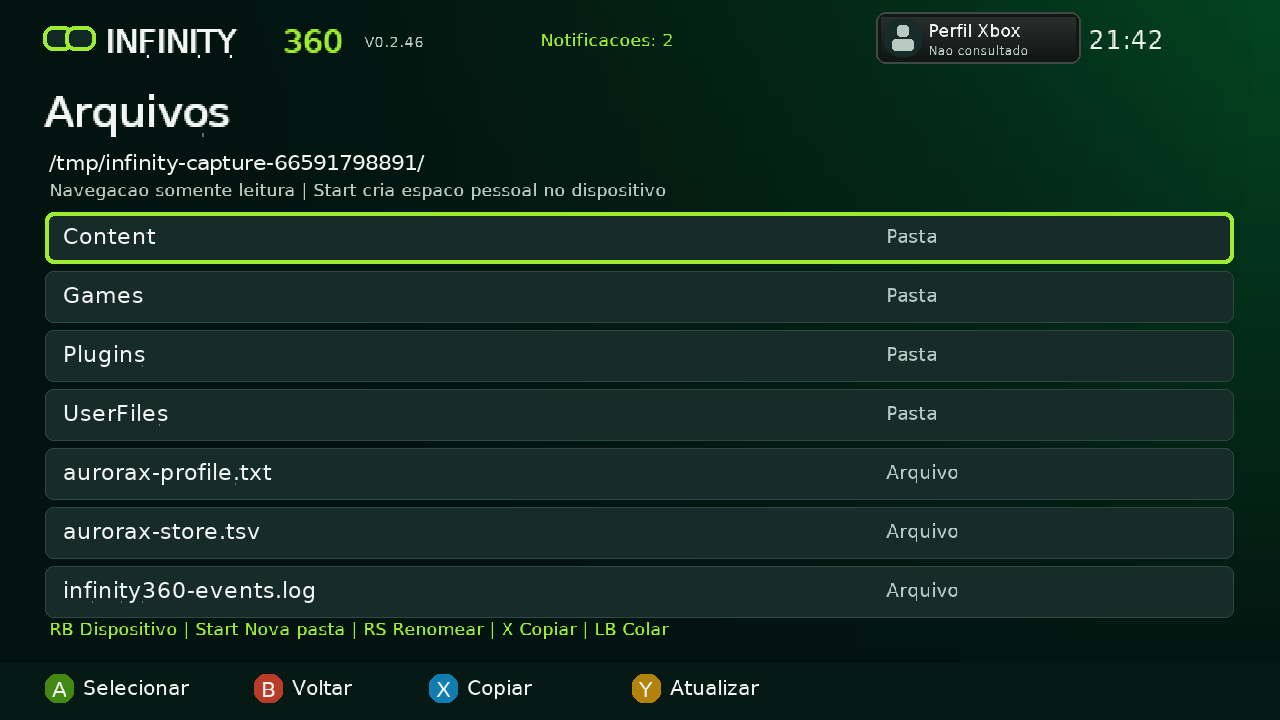 INFINITY 360 V0.2.46 Notificacoes: 2 Perfil Xbox 21:42
Nao consultado
Arquivos
/tmp/infinity-capture-66591798891/
Navegacao somente leitura | Start cria espaco pessoal no dispositivo
Content Pasta
Games Pasta
Plugins Pasta
UserFiles Pasta
aurorax-profile.txt Arquivo
aurorax-store.tsv Arquivo
infinity360-events.log Arquivo
RB Dispositivo | Start Nova pasta | RS Renomear | X Copiar | LB Colar
A Selecionar B Voltar X Copiar Y Atualizar